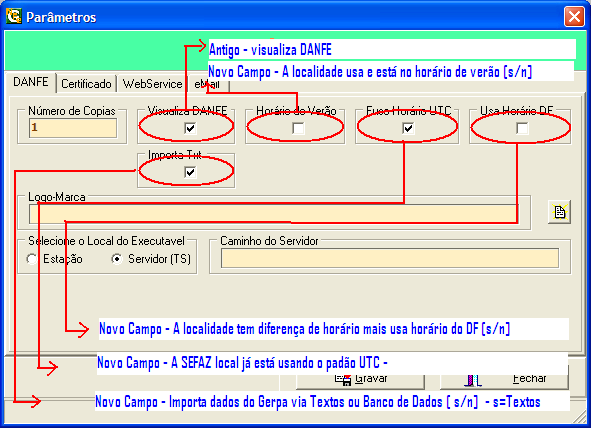 Parâmetros
Antigo - visualiza DANFE
Novo Campo - A localidade usa e está no horário de verão [s/n]
DANFE
Certificado
WebService
eMail
Número de Copias
Visualiza DANFE
Horário de Verão
Fuso Horário UTC
Usa Horário DF
1
Importa Txt
Logo-Marca
Selecione o Local do Executavel
Caminho do Servidor
Estação
Servidor (TS)
Novo Campo - A localidade tem diferença de horário mais usa horário do DF [s/n]
Novo Campo - A SEFAZ local já está usando o padão UTC -
Gravar
Fechar
Novo Campo - Importa dados do Gerpa via Textos ou Banco de Dados [ s/n] - s=Textos